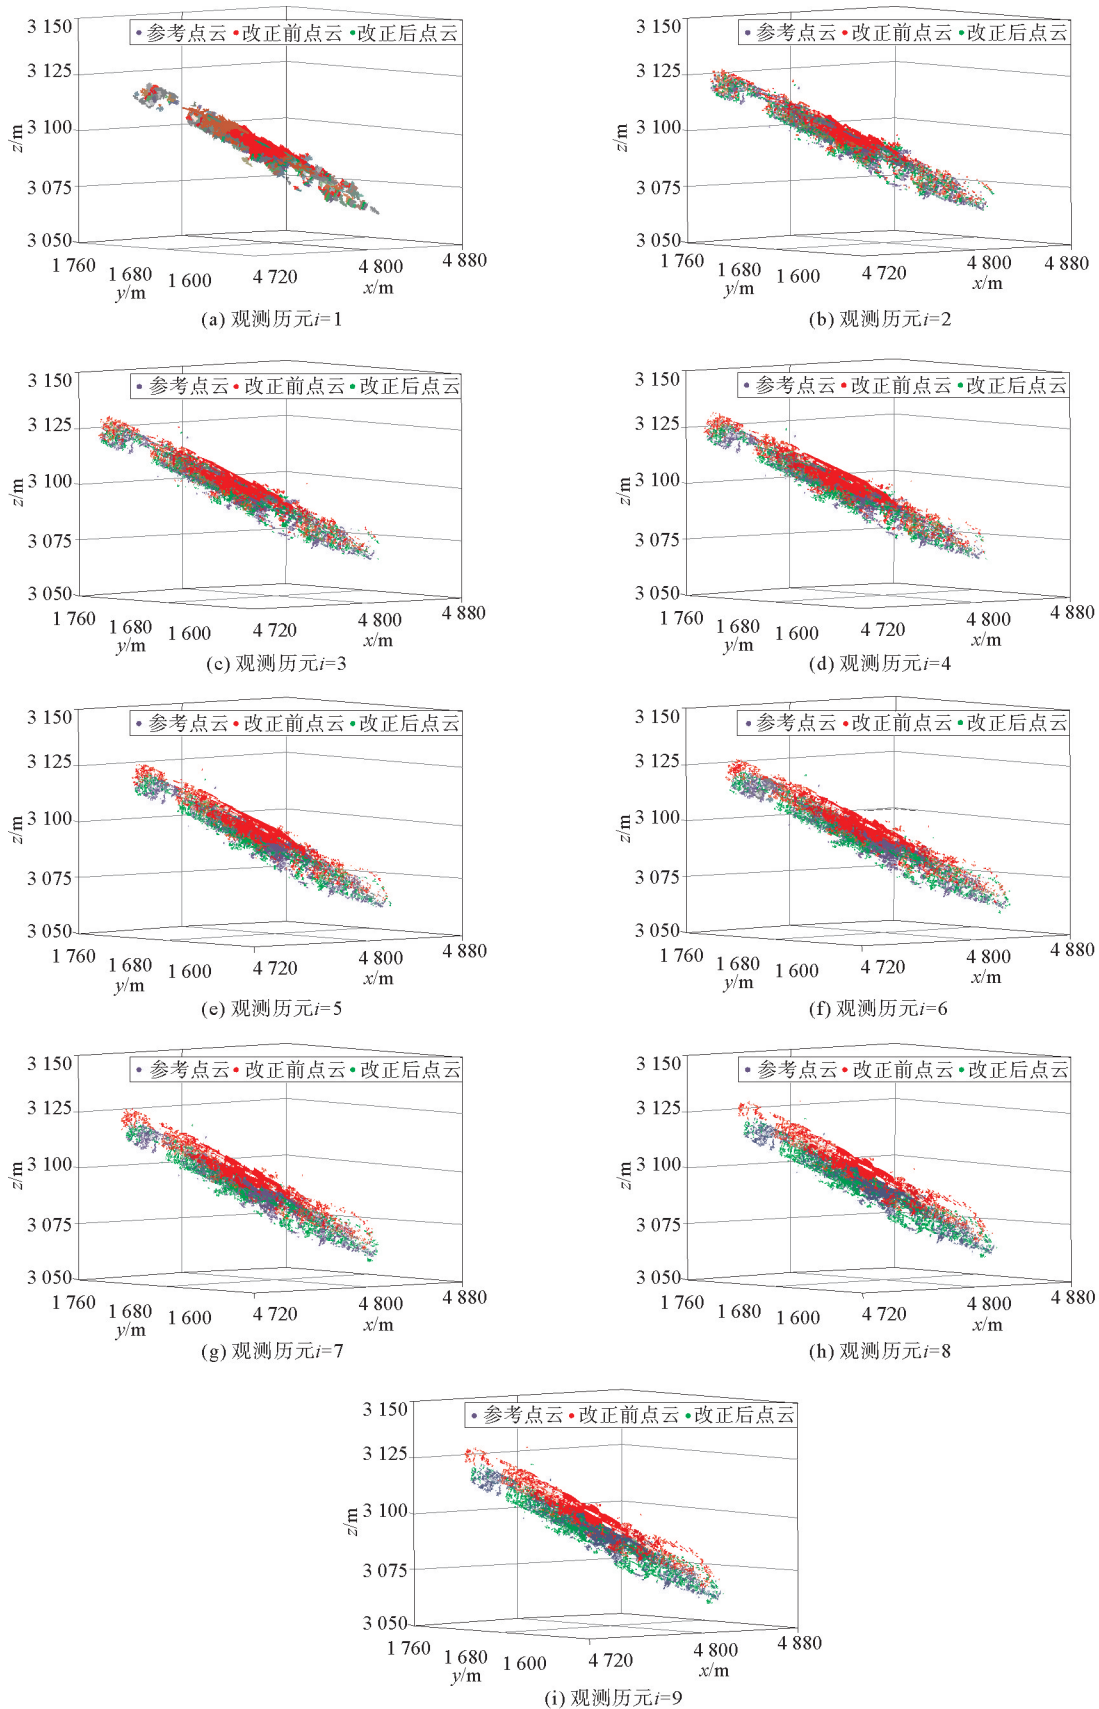 3 150
参考点云 改正前点云 改正后点云
3 125
3 100
z/m
3 075
3 050
1 760
1 680
1 600
4 720
4 800
4 880
y/m
x/m
(a) 观测历元i=1
3 150
参考点云 改正前点云 改正后点云
3 125
3 100
z/m
3 075
3 050
1 760
1 680
1 600
4 720
4 800
4 880
y/m
x/m
(b) 观测历元i=2
3 150
参考点云 改正前点云 改正后点云
3 125
3 100
z/m
3 075
3 050
1 760
1 680
1 600
4 720
4 800
4 880
y/m
x/m
(c) 观测历元i=3
3 150
参考点云 改正前点云 改正后点云
3 125
3 100
z/m
3 075
3 050
1 760
1 680
1 600
4 720
4 800
4 880
y/m
x/m
(d) 观测历元i=4
3 150
参考点云 改正前点云 改正后点云
3 125
3 100
z/m
3 075
3 050
1 760
1 680
1 600
4 720
4 800
4 880
y/m
x/m
(e) 观测历元i=5
3 150
参考点云 改正前点云 改正后点云
3 125
3 100
z/m
3 075
3 050
1 760
1 680
1 600
4 720
4 800
4 880
y/m
x/m
(f) 观测历元i=6
3 150
参考点云 改正前点云 改正后点云
3 125
3 100
z/m
3 075
3 050
1 760
1 680
1 600
4 720
4 800
4 880
y/m
x/m
(g) 观测历元i=7
3 150
参考点云 改正前点云 改正后点云
3 125
3 100
z/m
3 075
3 050
1 760
1 680
1 600
4 720
4 800
4 880
y/m
x/m
(h) 观测历元i=8
3 150
参考点云 改正前点云 改正后点云
3 125
3 100
z/m
3 075
3 050
1 760
1 680
1 600
4 720
4 800
4 880
y/m
x/m
(i) 观测历元i=9